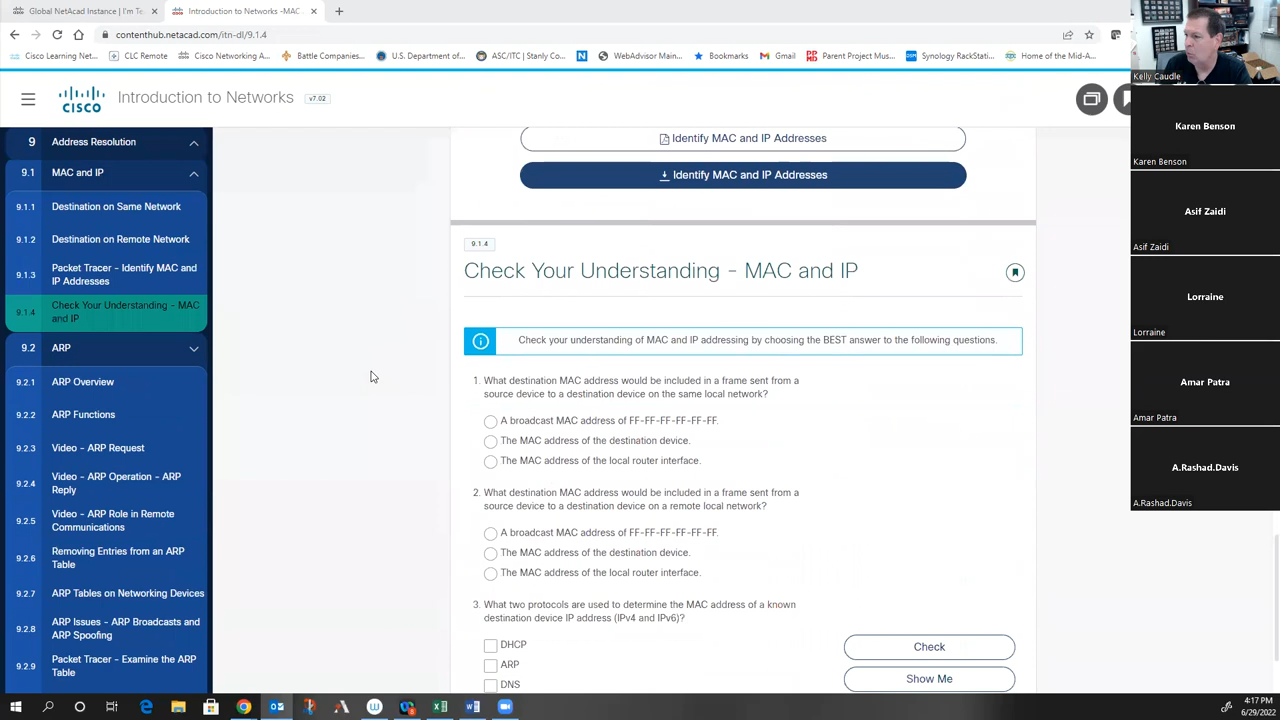 Global NetAcad Instance | I'm Te
Introduction to Networks -MAC
contenthub.netacad.com/itn-dl/9.1.4
Cisco Learning Net...
CLC Remote
Cisco Networking A...
Battle Companies...
U.S. Department of...
ASC/ITC | Stanly Co...
WebAdvisor Main...
Bookmarks
Gmail
Parent Project Mus...
Synology RackStati...
Home of the Mid-A...
CISCO
Introduction to Networks
v7.02
9 Address Resolution
9.1 MAC and IP
9.1.1 Destination on Same Network
9.1.2 Destination on Remote Network
9.1.3 Packet Tracer - Identify MAC and
IP Addresses
9.1.4 Check Your Understanding - MAC
and IP
9.2 ARP
9.2.1 ARP Overview
9.2.2 ARP Functions
9.2.3 Video - ARP Request
9.2.4 Video - ARP Operation - ARP
Reply
9.2.5 Video - ARP Role in Remote
Communications
9.2.6 Removing Entries from an ARP
Table
9.2.7 ARP Tables on Networking Devices
9.2.8 ARP Issues - ARP Broadcasts and
ARP Spoofing
9.2.9 Packet Tracer - Examine the ARP
Table
Identify MAC and IP Addresses
Identify MAC and IP Addresses
9.1.4
Check Your Understanding - MAC and IP
Check your understanding of MAC and IP addressing by choosing the BEST answer to the following questions.
1. What destination MAC address would be included in a frame sent from a
source device to a destination device on the same local network?
A broadcast MAC address of FF-FF-FF-FF-FF-FF.
The MAC address of the destination device.
The MAC address of the local router interface.
2. What destination MAC address would be included in a frame sent from a
source device to a destination device on a remote local network?
A broadcast MAC address of FF-FF-FF-FF-FF-FF.
The MAC address of the destination device.
The MAC address of the local router interface.
3. What two protocols are used to determine the MAC address of a known
destination device IP address (IPv4 and IPv6)?
DHCP
ARP
DNS
Check
Show Me
Kelly Caudle
Karen Benson
Karen Benson
Asif Zaidi
Asif Zaidi
Lorraine
Lorraine
Amar Patra
Amar Patra
A.Rashad.Davis
A.Rashad.Davis
4:17 PM
6/29/2022